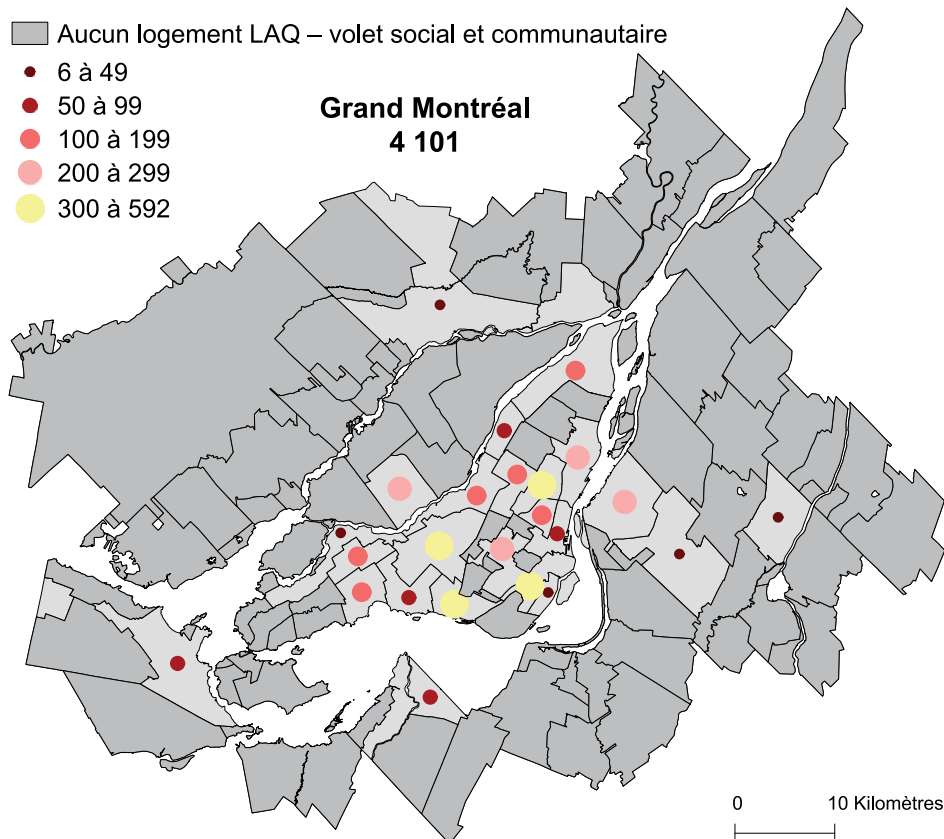 Aucun logement LAQ – volet social et communautaire
6 à 49
50 à 99
100 à 199
200 à 299
300 à 592
Grand Montréal
4 101
0 10 Kilomètres